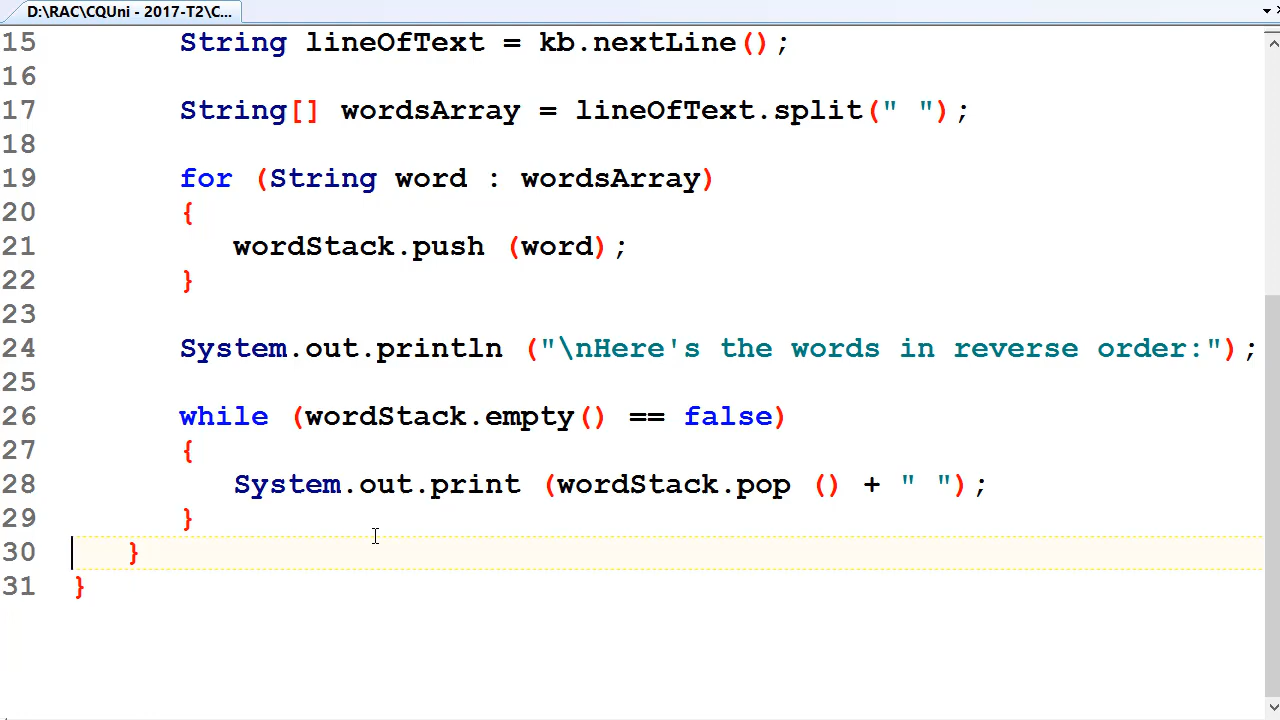 D:\RAC\CQUni - 2017-T2\C...
15 String lineOfText = kb.nextLine();
16
17 String[] wordsArray = lineOfText.split(" ");
18
19 for (String word : wordsArray)
20 {
21 wordStack.push (word);
22 }
23
24 System.out.println ("\nHere's the words in reverse order:");
25
26 while (wordStack.empty() == false)
27 {
28 System.out.print (wordStack.pop () + " ");
29 }
30 }
31 }